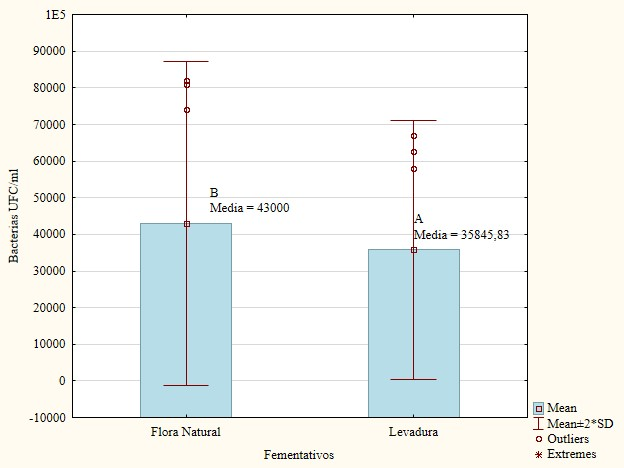 1E5
90000
80000
70000
60000
50000
40000
30000
20000
10000
0
-10000
Bacterias UFC/ml
B
Media = 43000
A
Media = 35845,83
Flora Natural
Levadura
Fementativos
Mean
Mean±2*SD
Outliers
Extremes